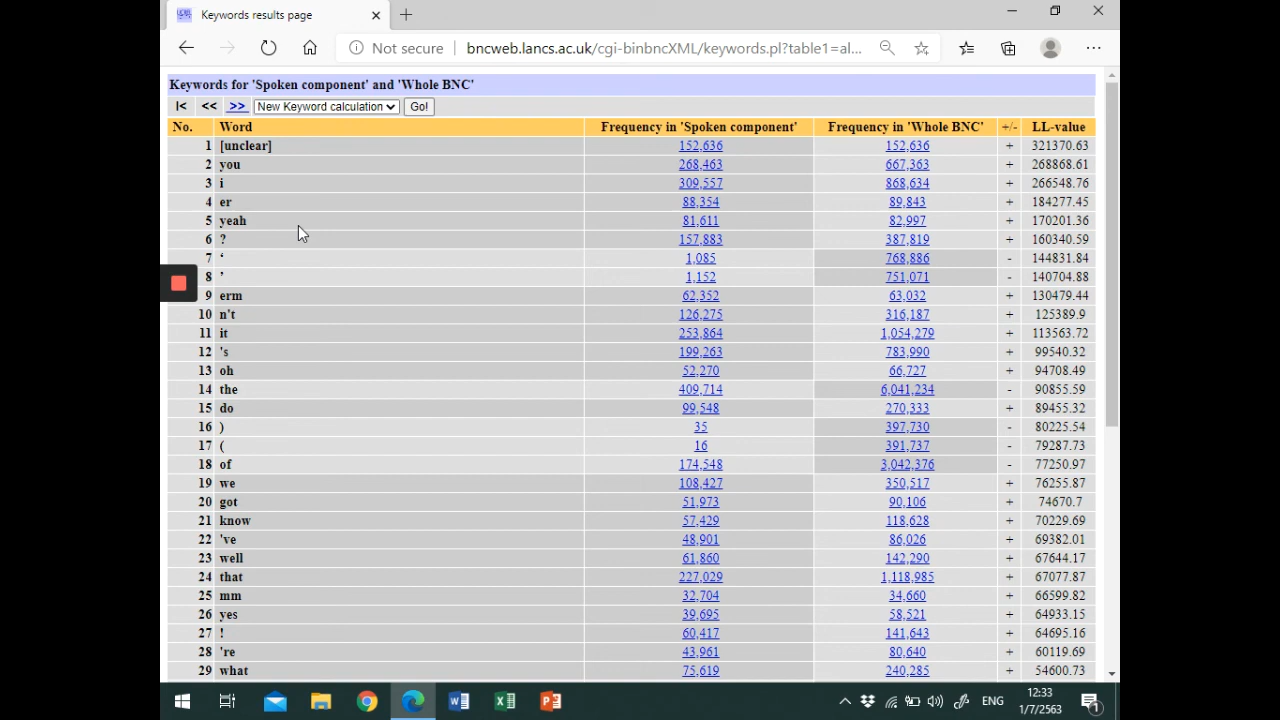 Keywords results page
Not secure bncweb.lancs.ac.uk/cgi-binbncXML/keywords.pl?table1=al...
Keywords for 'Spoken component' and 'Whole BNC'
|< << >> New Keyword calculation Go!
No. Word Frequency in 'Spoken component' Frequency in 'Whole BNC' +/- LL-value
1 [unclear] 152,636 152,636 + 321370.63
2 you 268,463 667,363 + 268868.61
3 i 309,557 868,634 + 266548.76
4 er 88,354 89,843 + 184277.45
5 yeah 81,611 82,997 + 170201.36
6 ? 157,883 387,819 + 160340.59
7 ‘ 1,085 768,886 - 144831.84
8 ’ 1,152 751,071 - 140704.88
9 erm 62,352 63,032 + 130479.44
10 n't 126,275 316,187 + 125389.9
11 it 253,864 1,054,279 + 113563.72
12 's 199,263 783,990 + 99540.32
13 oh 52,270 66,727 + 94708.49
14 the 409,714 6,041,234 - 90855.59
15 do 99,548 270,333 + 89455.32
16 ) 35 397,730 - 80225.54
17 ( 16 391,737 - 79287.73
18 of 174,548 3,042,376 - 77250.97
19 we 108,427 350,517 + 76255.87
20 got 51,973 90,106 + 74670.7
21 know 57,429 118,628 + 70229.69
22 've 48,901 86,026 + 69382.01
23 well 61,860 142,290 + 67644.17
24 that 227,029 1,118,985 + 67077.87
25 mm 32,704 34,660 + 66599.82
26 yes 39,695 58,521 + 64933.15
27 ! 60,417 141,643 + 64695.16
28 're 43,961 80,640 + 60119.69
29 what 75,619 240,285 + 54600.73
ENG
12:33
1/7/2563
1